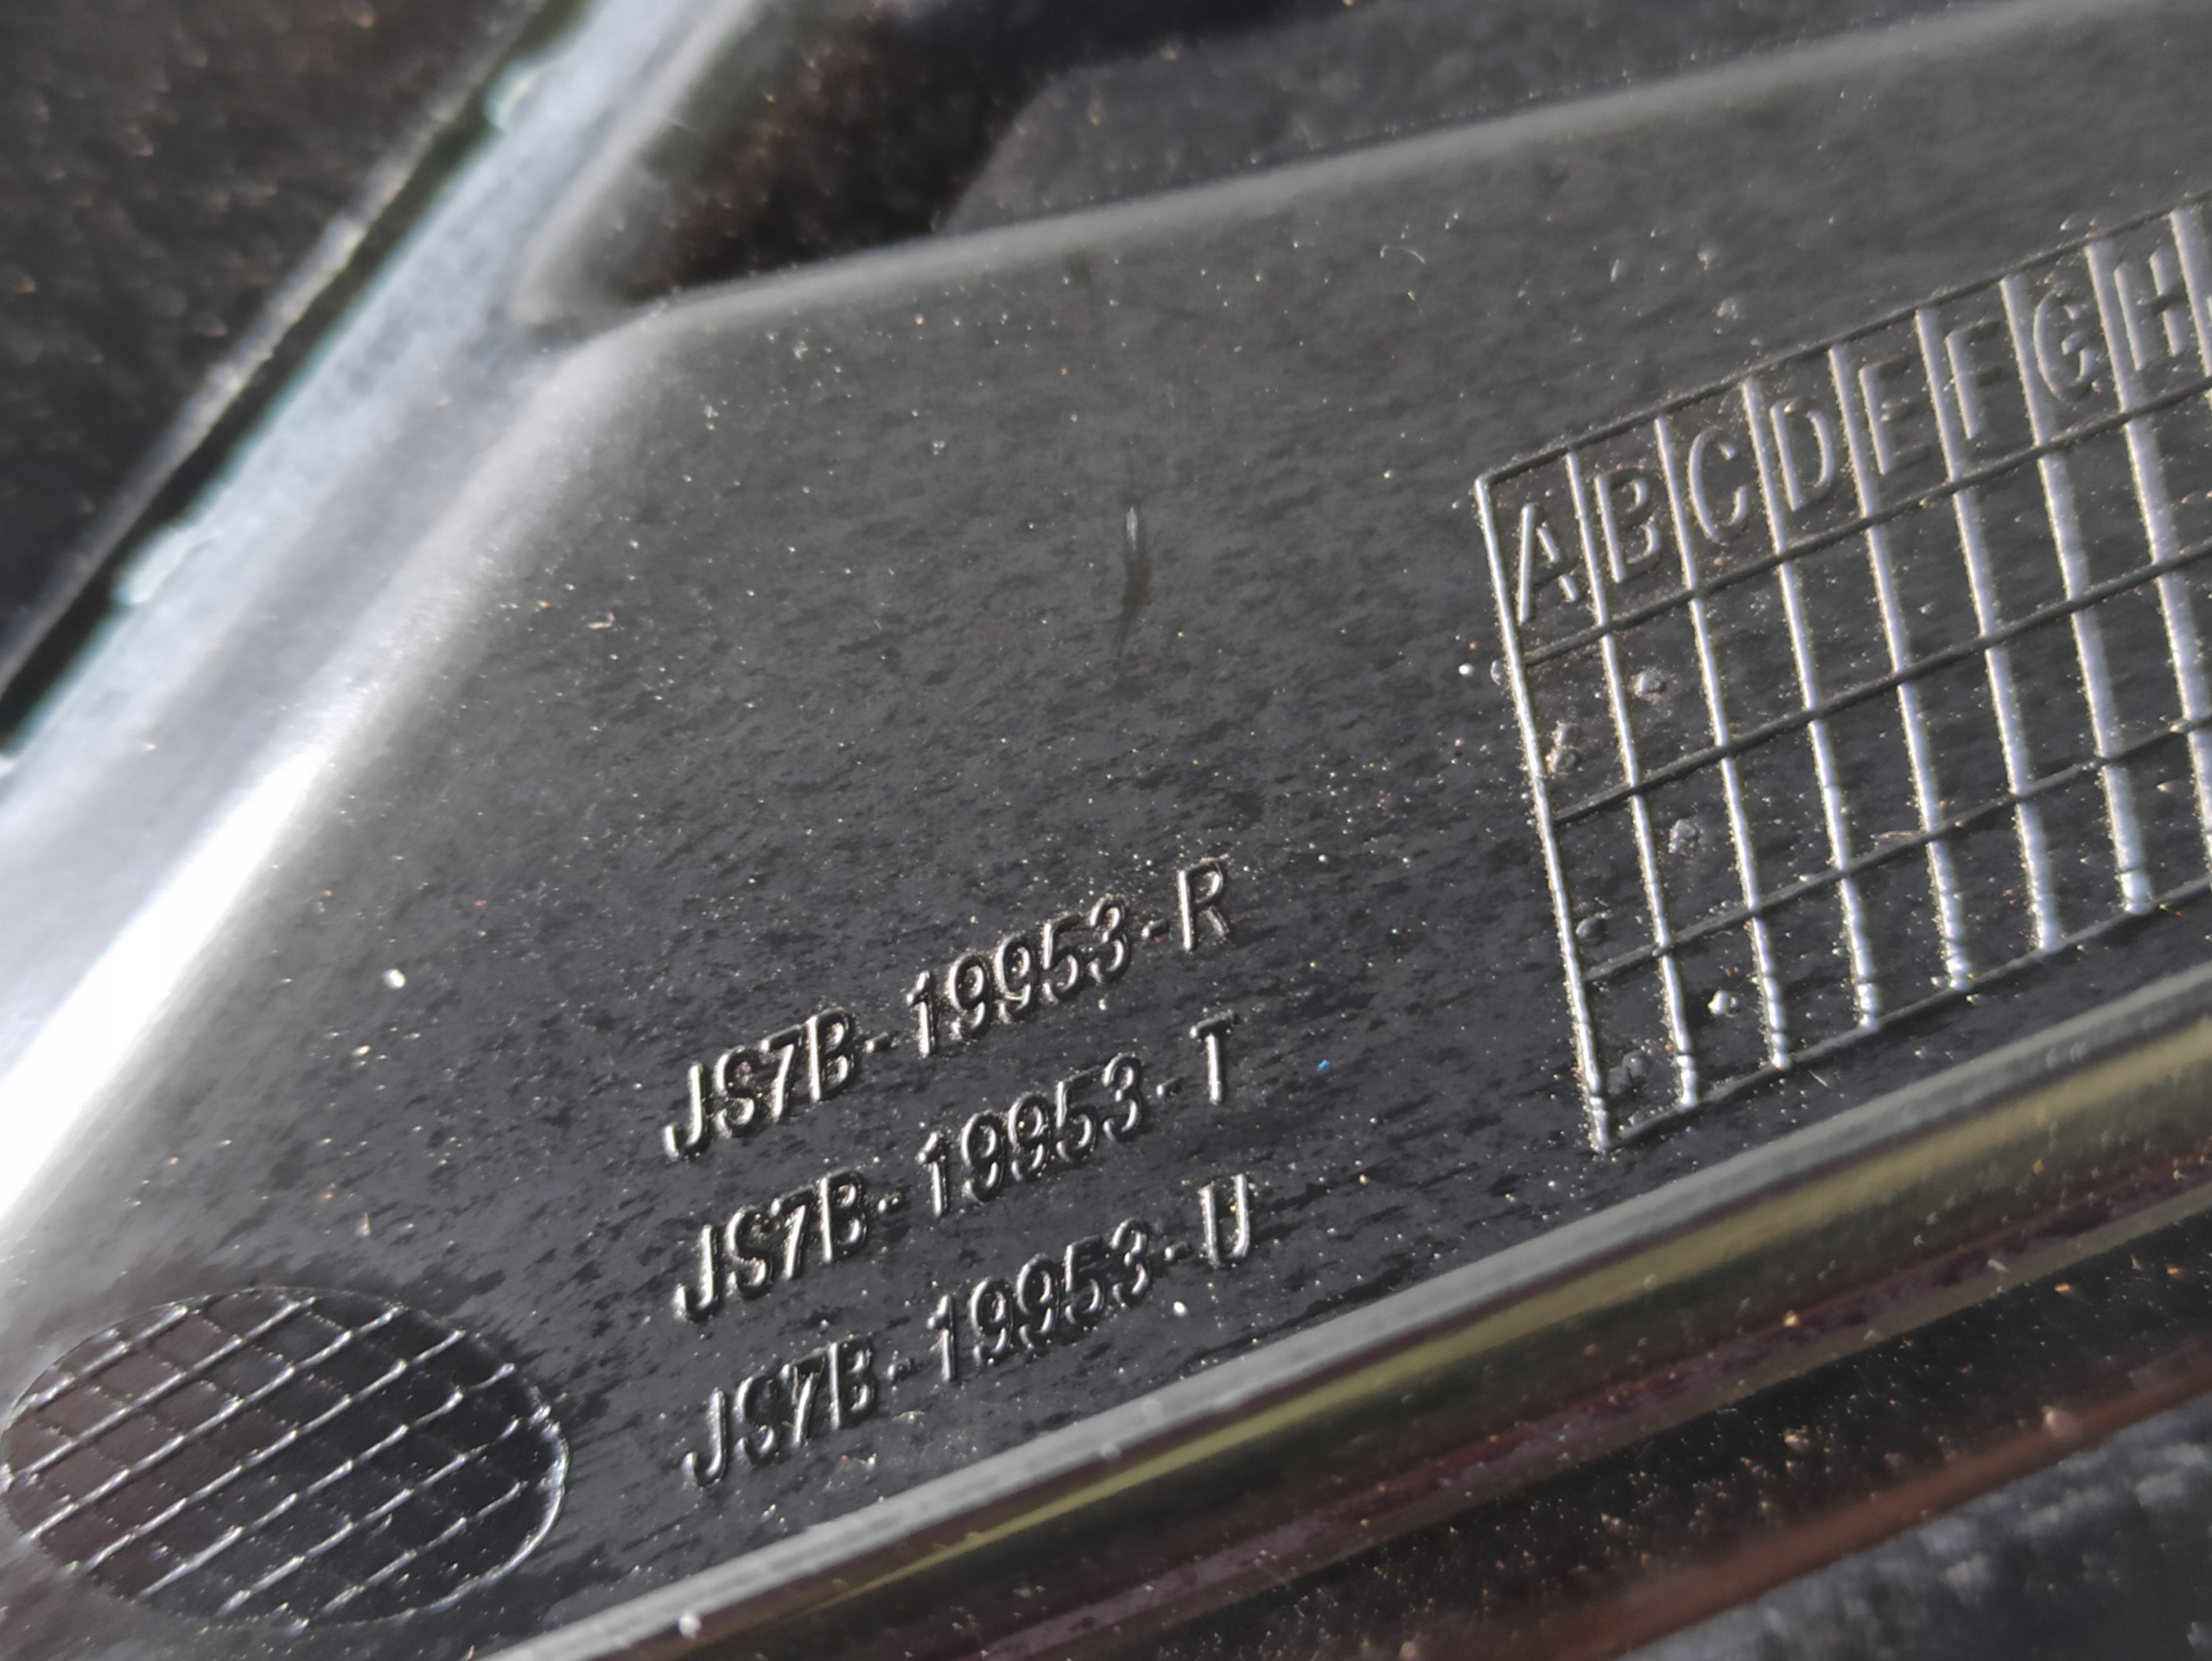 A B C D E F G H
JS7B-19953-R
JS7B-19953-T
JS7B-19953-U